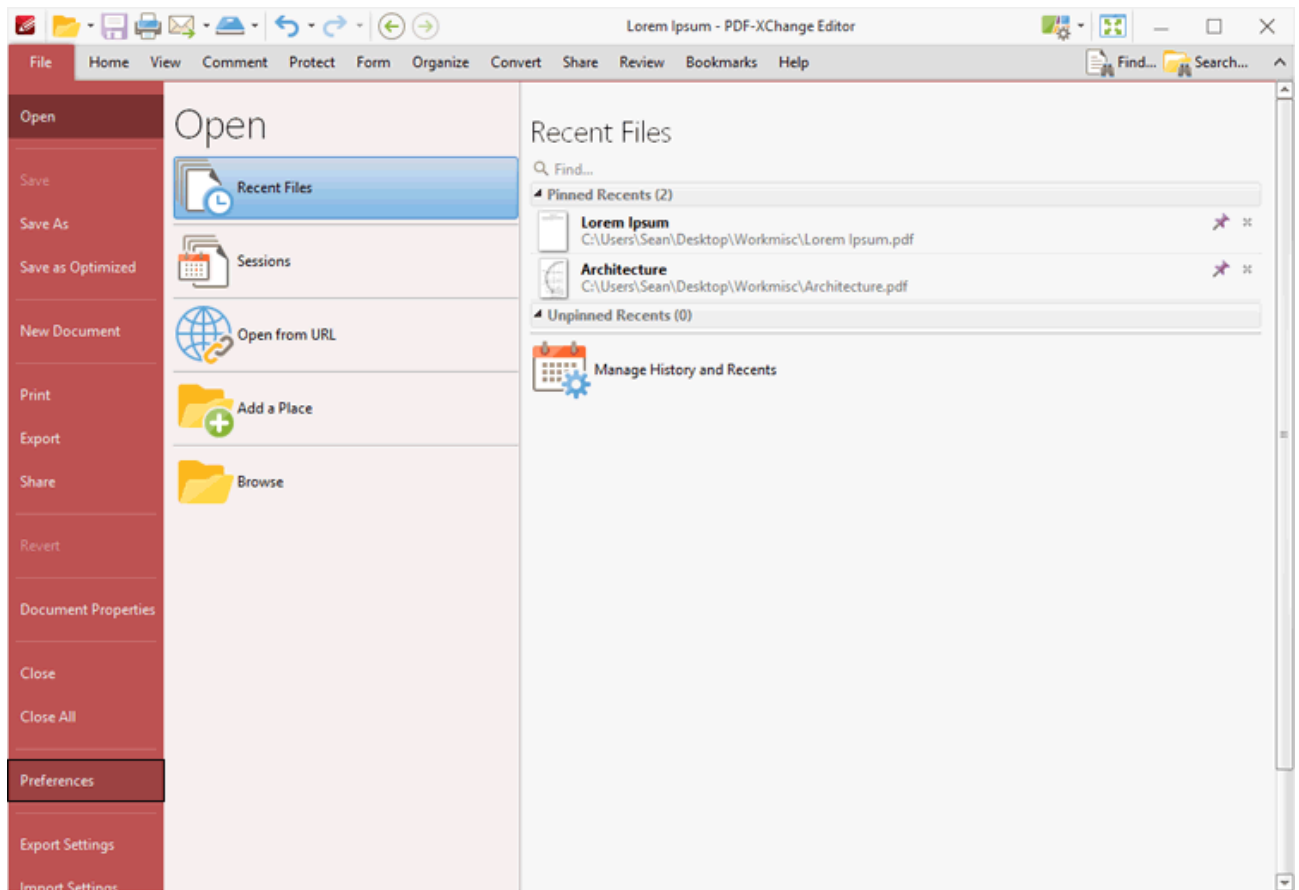 Lorem Ipsum - PDF-XChange Editor
File Home View Comment Protect Form Organize Convert Share Review Bookmarks Help Find... Search...
Open
Save
Save As
Save as Optimized
New Document
Print
Export
Share
Revert
Document Properties
Close
Close All
Preferences
Export Settings
Import Settings
Open
Recent Files
Sessions
Open from URL
Add a Place
Browse
Recent Files
Find...
Pinned Recents (2)
Lorem Ipsum
C:\Users\Sean\Desktop\Workmisc\Lorem Ipsum.pdf
Architecture
C:\Users\Sean\Desktop\Workmisc\Architecture.pdf
Unpinned Recents (0)
Manage History and Recents